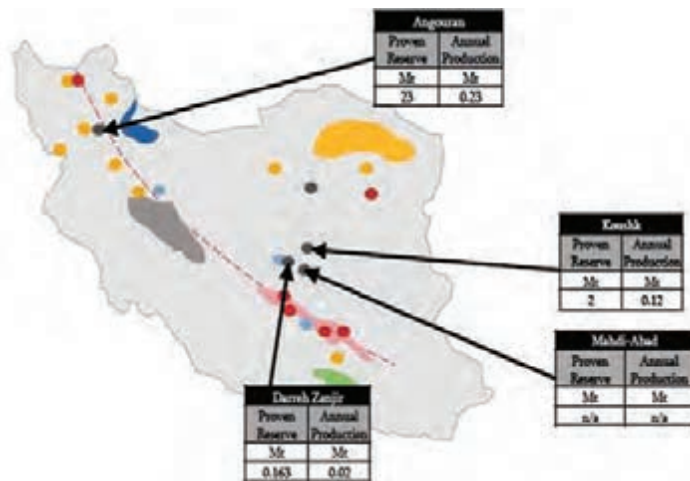 Angouran
Proven Reserve Annual Production
Mt Mt
23 0.23
Koushk
Proven Reserve Annual Production
Mt Mt
2 0.12
Mahdi-Abad
Proven Reserve Annual Production
Mt Mt
n/a n/a
Darreh Zanjir
Proven Reserve Annual Production
Mt Mt
0.163 0.02